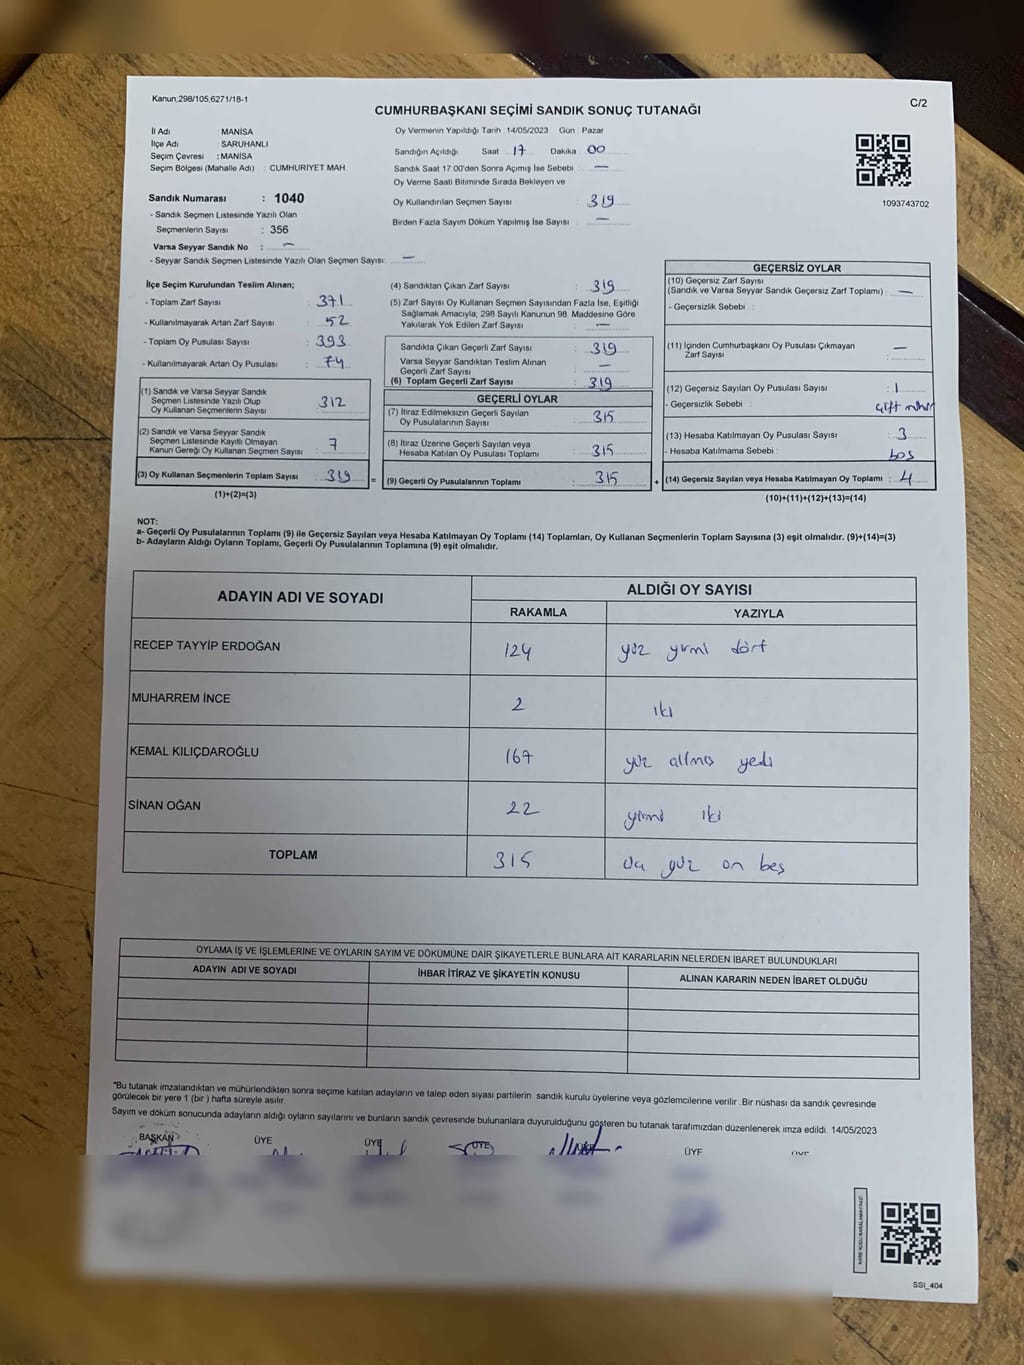 Kanun;298/105,6271/18-1
C/2
CUMHURBAŞKANI SEÇİMİ SANDIK SONUÇ TUTANAĞI
İl Adı : MANİSA
İlçe Adı : SARUHANLI
Seçim Çevresi : MANİSA
Seçim Bölgesi (Mahalle Adı) : CUMHURIYET MAH.
Sandık Numarası : 1040
- Sandık Seçmen Listesinde Yazılı Olan
Seçmenlerin Sayısı : 356
Varsa Seyyar Sandık No : —
- Seyyar Sandık Seçmen Listesinde Yazılı Olan Seçmen Sayısı: —
Oy Vermenin Yapıldığı Tarih : 14/05/2023 Gün : Pazar
Sandığın Açıldığı Saat 17 Dakika 00
Sandık Saat 17:00'den Sonra Açımış İse Sebebi : —
Oy Verme Saati Bitiminde Sırada Bekleyen ve
Oy Kullandırılan Seçmen Sayısı : 319
Birden Fazla Sayım Döküm Yapılmış İse Sayısı : —
1093743702
İlçe Seçim Kurulundan Teslim Alınan;
- Toplam Zarf Sayısı : 371
- Kullanılmayarak Artan Zarf Sayısı : 52
- Toplam Oy Pusulası Sayısı : 393
- Kullanılmayarak Artan Oy Pusulası : 74
(1) Sandık ve Varsa Seyyar Sandık
Seçmen Listesinde Yazılı Olup
Oy Kullanan Seçmenlerin Sayısı : 312
(2) Sandık ve Varsa Seyyar Sandık
Seçmen Listesinde Kayıtlı Olmayan
Kanun Gereği Oy Kullanan Seçmen Sayısı : 7
(3) Oy Kullanan Seçmenlerin Toplam Sayısı : 319 =
(1)+(2)=(3)
(4) Sandıktan Çıkan Zarf Sayısı : 319
(5) Zarf Sayısı Oy Kullanan Seçmen Sayısından Fazla İse, Eşitliği
Sağlamak Amacıyla; 298 Sayılı Kanunun 98. Maddesine Göre
Yakılarak Yok Edilen Zarf Sayısı : —
Sandıkta Çıkan Geçerli Zarf Sayısı : 319
Varsa Seyyar Sandıktan Teslim Alınan
Geçerli Zarf Sayısı : —
(6) Toplam Geçerli Zarf Sayısı : 319
GEÇERLİ OYLAR
(7) İtiraz Edilmeksizin Geçerli Sayılan
Oy Pusulalarının Sayısı : 315
(8) İtiraz Üzerine Geçerli Sayılan veya
Hesaba Katılan Oy Pusulası Toplamı : 315
(9) Geçerli Oy Pusulalarının Toplamı : 315 +
GEÇERSİZ OYLAR
(10) Geçersiz Zarf Sayısı
(Sandık ve Varsa Seyyar Sandık Geçersiz Zarf Toplamı) : —
- Geçersizlik Sebebi :
(11) İçinden Cumhurbaşkanı Oy Pusulası Çıkmayan
Zarf Sayısı : —
(12) Geçersiz Sayılan Oy Pusulası Sayısı : 1
- Geçersizlik Sebebi : çift mühür
(13) Hesaba Katılmayan Oy Pusulası Sayısı : 3
- Hesaba Katılmama Sebebi : boş
(14) Geçersiz Sayılan veya Hesaba Katılmayan Oy Toplamı : 4
(10)+(11)+(12)+(13)=(14)
NOT:
a- Geçerli Oy Pusulalarının Toplamı (9) ile Geçersiz Sayılan veya Hesaba Katılmayan Oy Toplamı (14) Toplamları, Oy Kullanan Seçmenlerin Toplam Sayısına (3) eşit olmalıdır. (9)+(14)=(3)
b- Adayların Aldığı Oyların Toplamı, Geçerli Oy Pusulalarının Toplamına (9) eşit olmalıdır.
ADAYIN ADI VE SOYADI ALDIĞI OY SAYISI
RAKAMLA YAZIYLA
RECEP TAYYİP ERDOĞAN 124 yüz yirmi dört
MUHARREM İNCE 2 iki
KEMAL KILIÇDAROĞLU 167 yüz altmış yedi
SİNAN OĞAN 22 yirmi iki
TOPLAM 315 üç yüz on beş
OYLAMA İŞ VE İŞLEMLERİNE VE OYLARIN SAYIM VE DÖKÜMÜNE DAİR ŞİKAYETLERLE BUNLARA AİT KARARLARIN NELERDEN İBARET BULUNDUKLARI
ADAYIN ADI VE SOYADI İHBAR İTİRAZ VE ŞİKAYETİN KONUSU ALINAN KARARIN NEDEN İBARET OLDUĞU
*Bu tutanak imzalandıktan ve mühürlendikten sonra seçime katılan adayların ve talep eden siyasi partilerin sandık kurulu üyelerine veya gözlemcilerine verilir .Bir nüshası da sandık çevresinde
görülecek bir yere 1 (bir ) hafta süreyle asılır.
Sayım ve döküm sonucunda adayların aldığı oyların sayılarını ve bunların sandık çevresinde bulunanlara duyurulduğunu gösteren bu tutanak tarafımızdan düzenlenerek imza edildi. 14/05/2023
BAŞKAN ÜYE ÜYE ÜYE ÜYE ÜYE ÜYE
KARE KODU KARALAMAYINIZ!
SSI_404